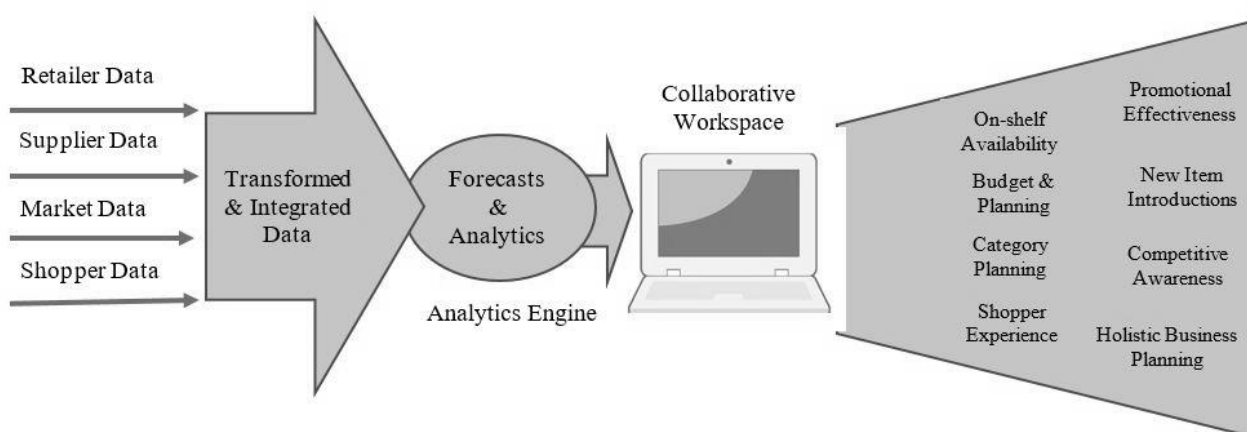 Retailer Data
Supplier Data
Market Data
Shopper Data
Transformed
& Integrated
Data
Forecasts
&
Analytics
Analytics Engine
Collaborative
Workspace
On-shelf
Availability
Budget &
Planning
Category
Planning
Shopper
Experience
Promotional
Effectiveness
New Item
Introductions
Competitive
Awareness
Holistic Business
Planning